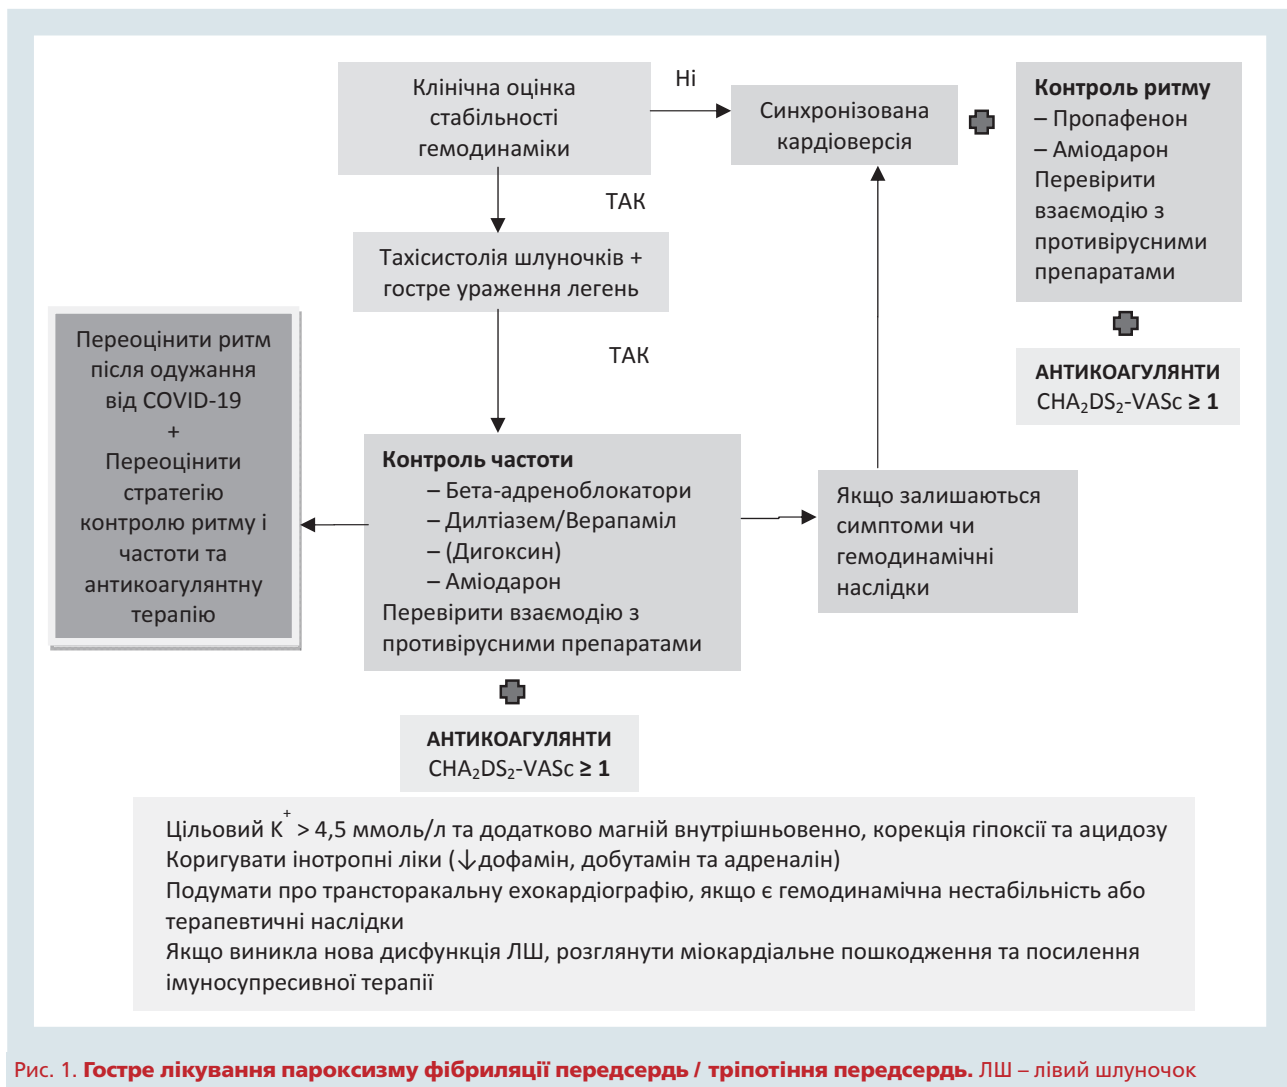 Клінічна оцінка
стабільності
гемодинаміки
Ні
Синхронізована
кардіоверсія
Контроль ритму
– Пропафенон
– Аміодарон
Перевірити
взаємодію з
противірусними
препаратами
АНТИКОАГУЛЯНТИ
CHA₂DS₂-VASc ≥ 1
ТАК
Тахісистолія шлуночків +
гостре ураження легень
ТАК
Переоцінити ритм
після одужання
від COVID-19
+
Переоцінити
стратегію
контролю ритму і
частоти та
антикоагулянтну
терапію
Контроль частоти
– Бета-адреноблокатори
– Дилтіазем/Верапаміл
– (Дигоксин)
– Аміодарон
Перевірити взаємодію з
противірусними препаратами
Якщо залишаються
симптоми чи
гемодинамічні
наслідки
АНТИКОАГУЛЯНТИ
CHA₂DS₂-VASc ≥ 1
Цільовий K⁺ > 4,5 ммоль/л та додатково магній внутрішньовенно, корекція гіпоксії та ацидозу
Коригувати інотропні ліки (↓дофамін, добутамін та адреналін)
Подумати про трансторакальну ехокардіографію, якщо є гемодинамічна нестабільність або
терапевтичні наслідки
Якщо виникла нова дисфункція ЛШ, розглянути міокардіальне пошкодження та посилення
імуносупресивної терапії
Рис. 1. Гостре лікування пароксизму фібриляції передсердь / тріпотіння передсердь. ЛШ – лівий шлуночок